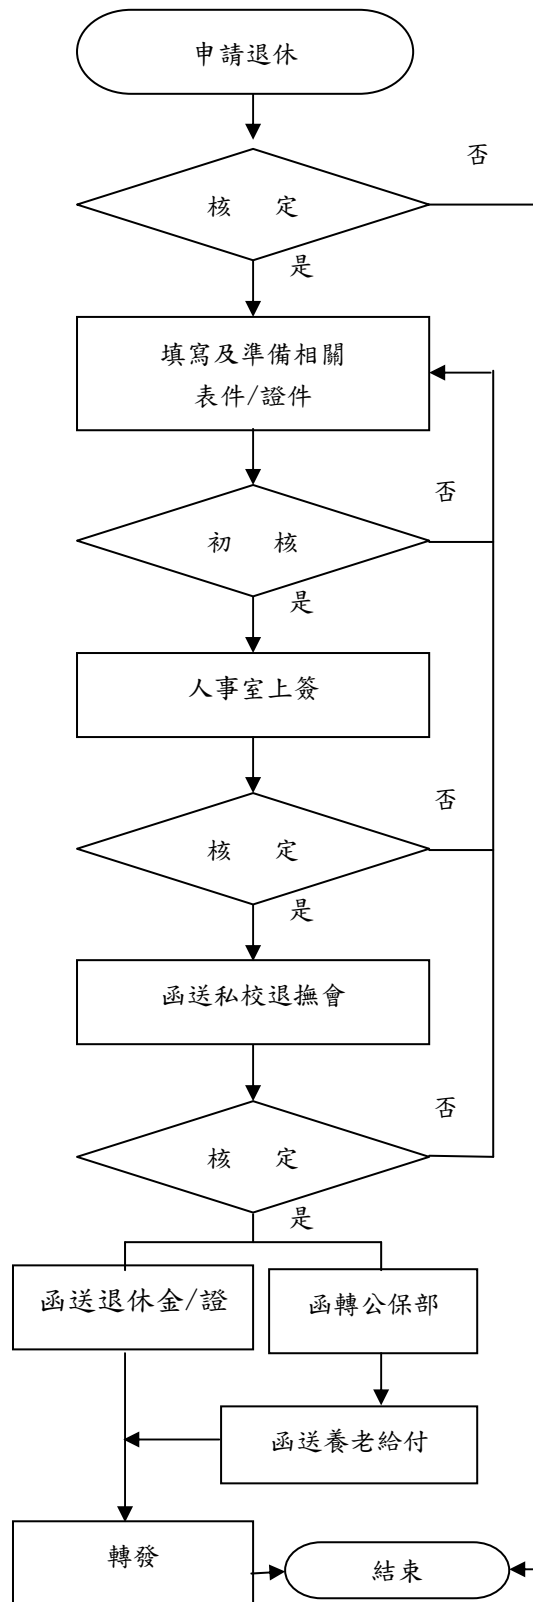 申請退休
否
核 定
是
填寫及準備相關
表件/證件
否
初 核
是
人事室上簽
否
核 定
是
函送私校退撫會
否
核 定
是
函送退休金/證
函轉公保部
函送養老給付
轉發
結束